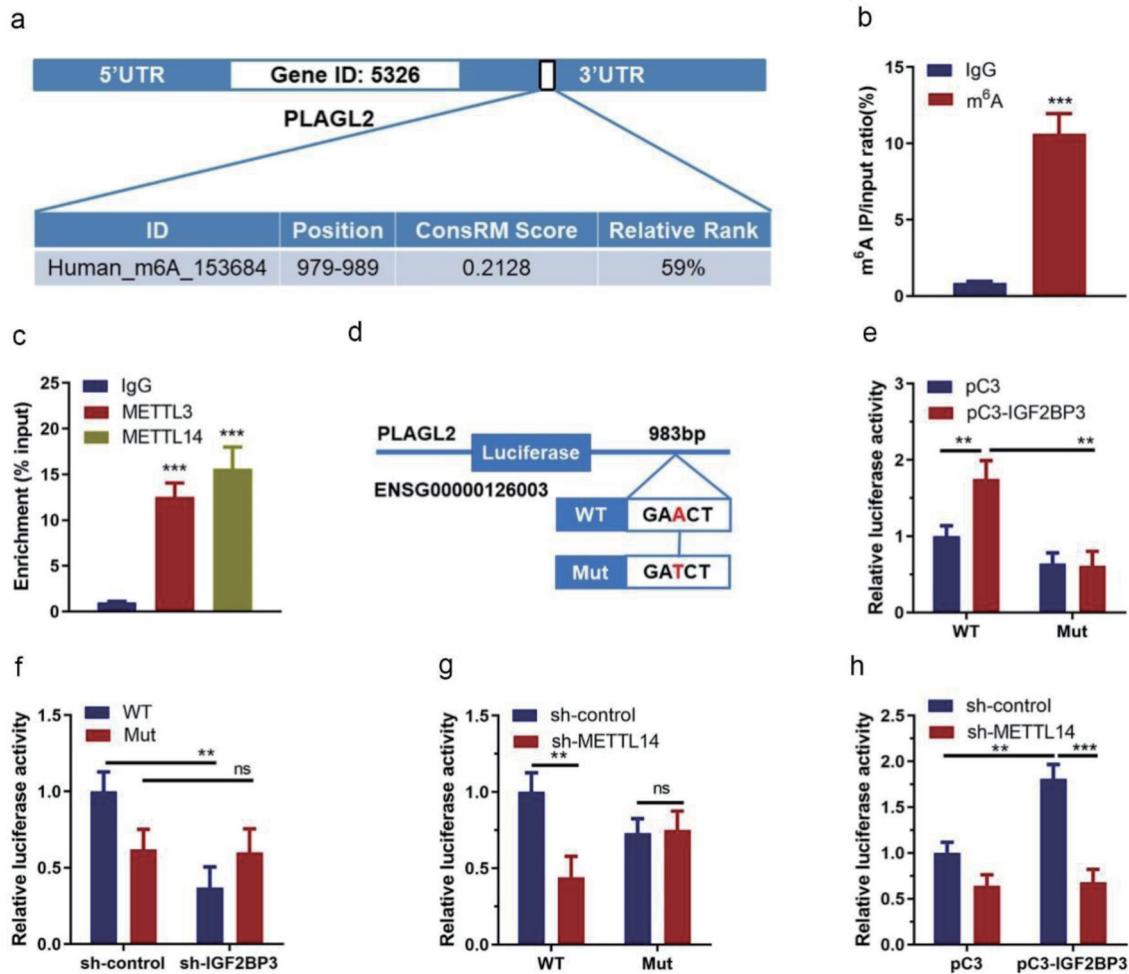 a
5'UTR Gene ID: 5326 3'UTR
PLAGL2
ID Position ConsRM Score Relative Rank
Human_m6A_153684 979-989 0.2128 59%
b
m⁶A IP/input ratio(%)
15
10
5
0
IgG
m⁶A
***
c
Enrichment (% input)
25
20
15
10
5
0
IgG
METTL3
METTL14
***
***
d
PLAGL2 Luciferase 983bp
ENSG00000126003
WT GAACT
Mut GATCT
e
Relative luciferase activity
3
2
1
0
pC3
pC3-IGF2BP3
**
**
WT Mut
f
Relative luciferase activity
1.5
1.0
0.5
0.0
WT
Mut
**
ns
sh-control sh-IGF2BP3
g
Relative luciferase activity
1.5
1.0
0.5
0.0
sh-control
sh-METTL14
**
ns
WT Mut
h
Relative luciferase activity
2.5
2.0
1.5
1.0
0.5
0.0
sh-control
sh-METTL14
**
***
pC3 pC3-IGF2BP3